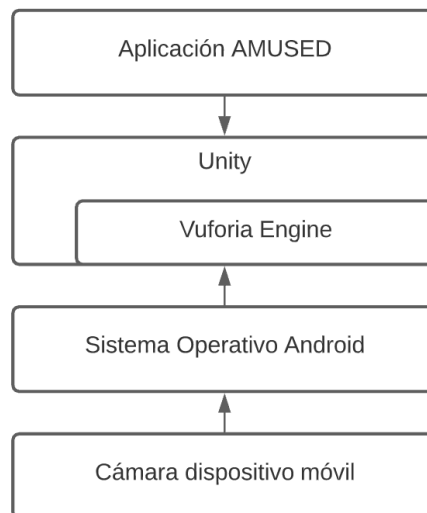 Aplicación AMUSED
Unity
Vuforia Engine
Sistema Operativo Android
Cámara dispositivo móvil